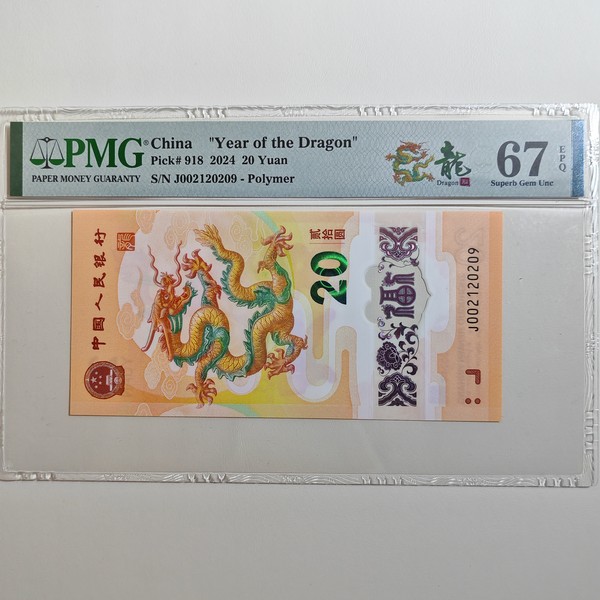 PMG® China "Year of the Dragon"
PAPER MONEY GUARANTY
Pick# 918 2024 20 Yuan
S/N J002120209 - Polymer
龍
Dragon
67 EPQ
Superb Gem Unc
中國人民銀行
貳拾圓
20
J002120209